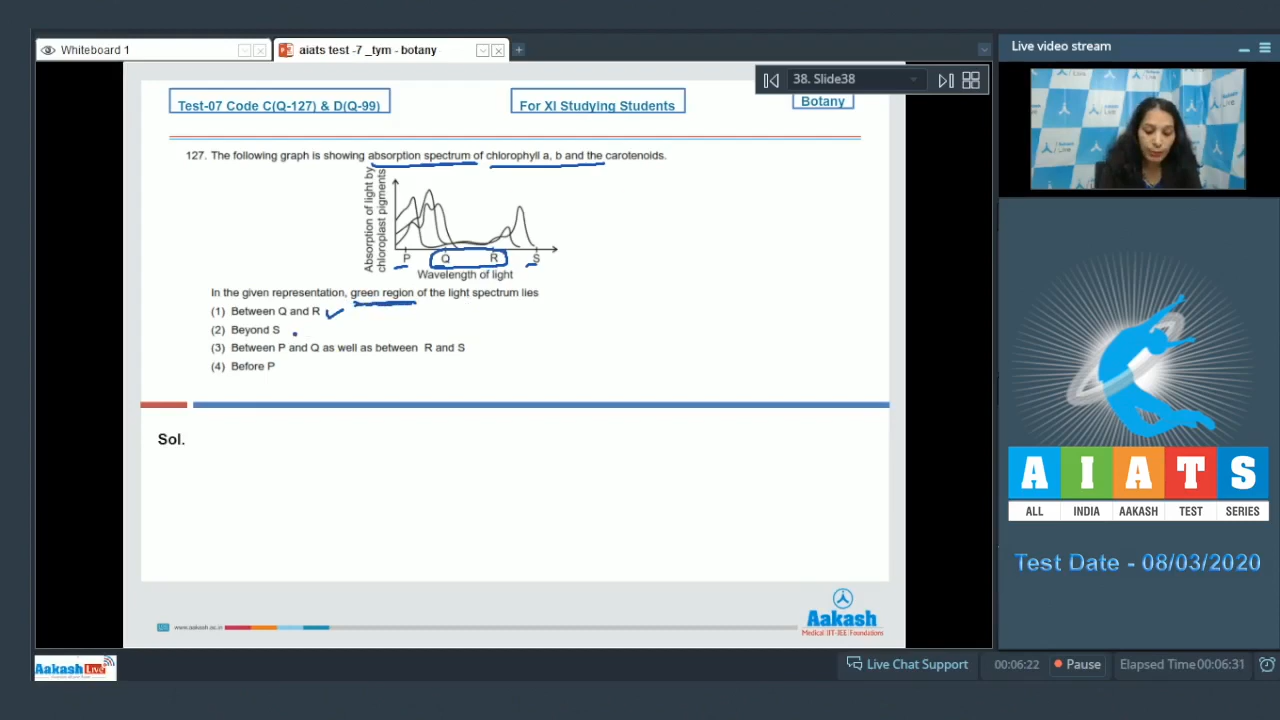 Whiteboard 1
aiats test -7 _tym - botany
Live video stream
38. Slide38
Test-07 Code C(Q-127) & D(Q-99)
For XI Studying Students
Botany
127. The following graph is showing absorption spectrum of chlorophyll a, b and the carotenoids.
Absorption of light by
chloroplast pigments
P Q R S
Wavelength of light
In the given representation, green region of the light spectrum lies
(1) Between Q and R
(2) Beyond S
(3) Between P and Q as well as between R and S
(4) Before P
Sol.
A I A T S
ALL INDIA AAKASH TEST SERIES
Test Date - 08/03/2020
www.aakash.ac.in
Aakash
Medical|IIT-JEE|Foundations
Aakash Live
Live Chat Support
00:06:22
Pause
Elapsed Time 00:06:31